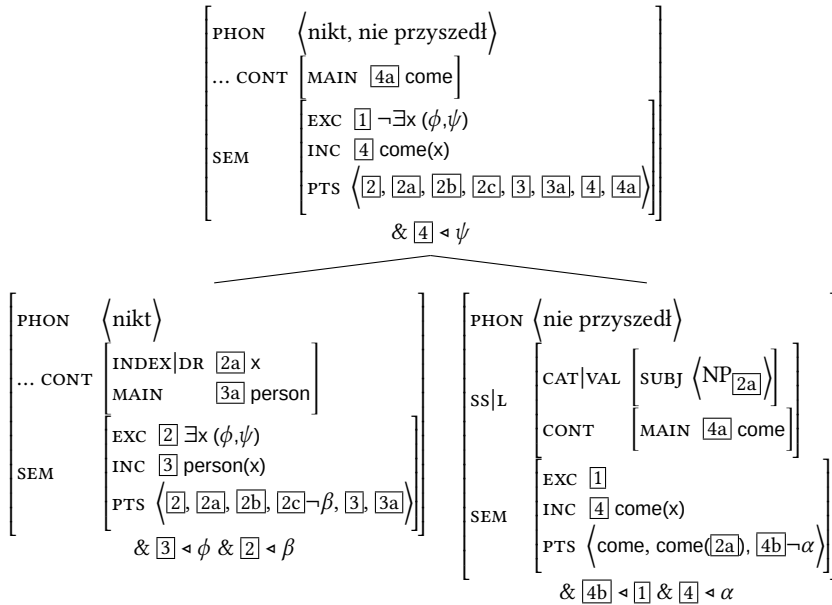 PHON ⟨nikt, nie przyszedł⟩
... CONT [MAIN 4a come]
SEM
EXC 1 ¬∃x (ϕ,ψ)
INC 4 come(x)
PTS ⟨2, 2a, 2b, 2c, 3, 3a, 4, 4a⟩
& 4 ◃ ψ
PHON ⟨nikt⟩
... CONT
INDEX|DR 2a x
MAIN 3a person
SEM
EXC 2 ∃x (ϕ,ψ)
INC 3 person(x)
PTS ⟨2, 2a, 2b, 2c¬β, 3, 3a⟩
& 3 ◃ ϕ & 2 ◃ β
PHON ⟨nie przyszedł⟩
SS|L
CAT|VAL [SUBJ ⟨NP2a⟩]
CONT [MAIN 4a come]
SEM
EXC 1
INC 4 come(x)
PTS ⟨come, come(2a), 4b¬α⟩
& 4b ◃ 1 & 4 ◃ α